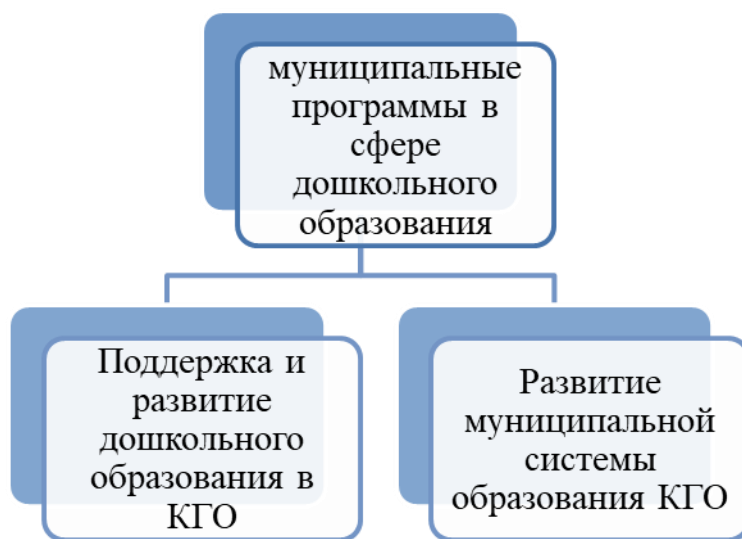 муниципальные
программы в
сфере
дошкольного
образования
Поддержка и
развитие
дошкольного
образования в
КГО
Развитие
муниципальной
системы
образования КГО